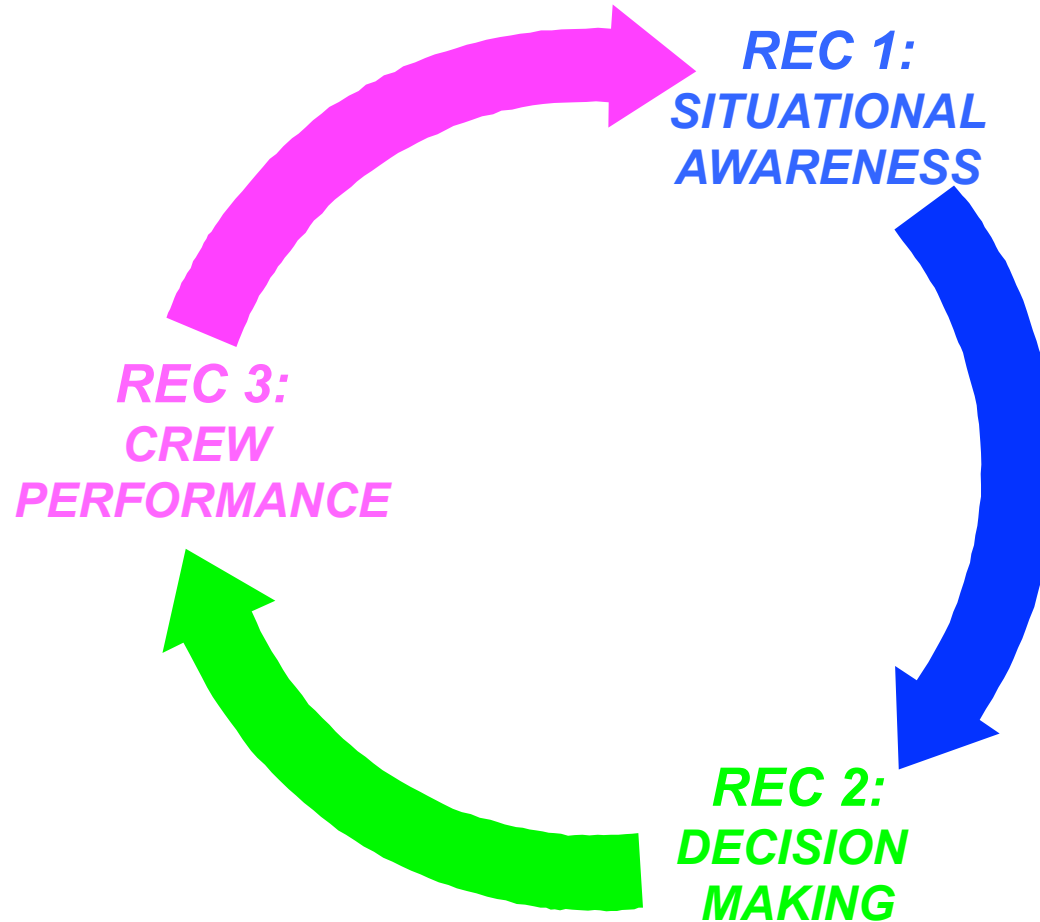 REC 1:
SITUATIONAL
AWARENESS
REC 2:
DECISION
MAKING
REC 3:
CREW
PERFORMANCE